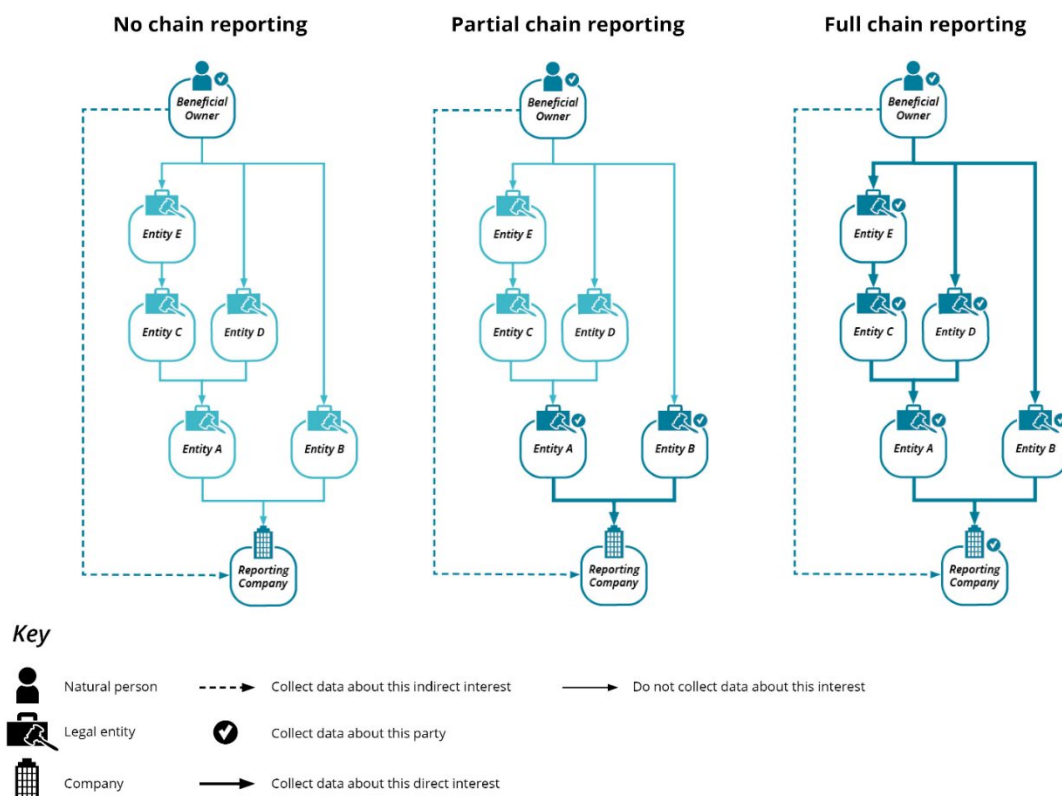 No chain reporting
Partial chain reporting
Full chain reporting
Beneficial
Owner
Entity E
Entity C
Entity D
Entity A
Entity B
Reporting
Company
Beneficial
Owner
Entity E
Entity C
Entity D
Entity A
Entity B
Reporting
Company
Beneficial
Owner
Entity E
Entity C
Entity D
Entity A
Entity B
Reporting
Company
Key
Natural person
Collect data about this indirect interest
Do not collect data about this interest
Legal entity
Collect data about this party
Company
Collect data about this direct interest